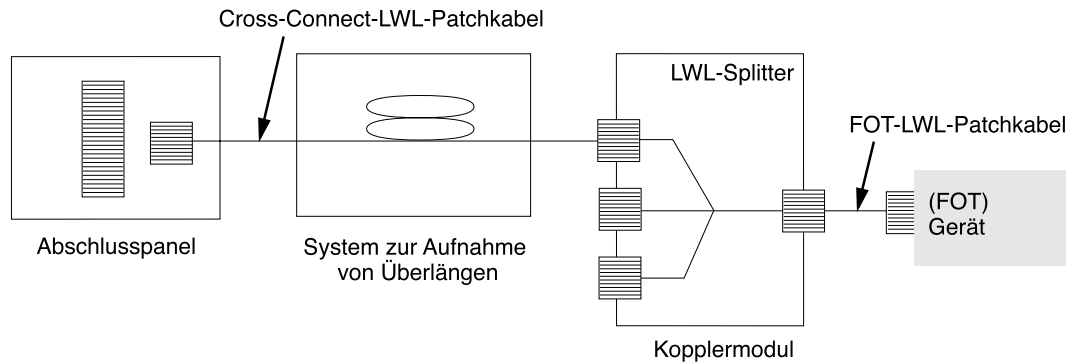 Cross-Connect-LWL-Patchkabel
LWL-Splitter
FOT-LWL-Patchkabel
(FOT)
Gerät
Abschlusspanel
System zur Aufnahme
von Überlängen
Kopplermodul